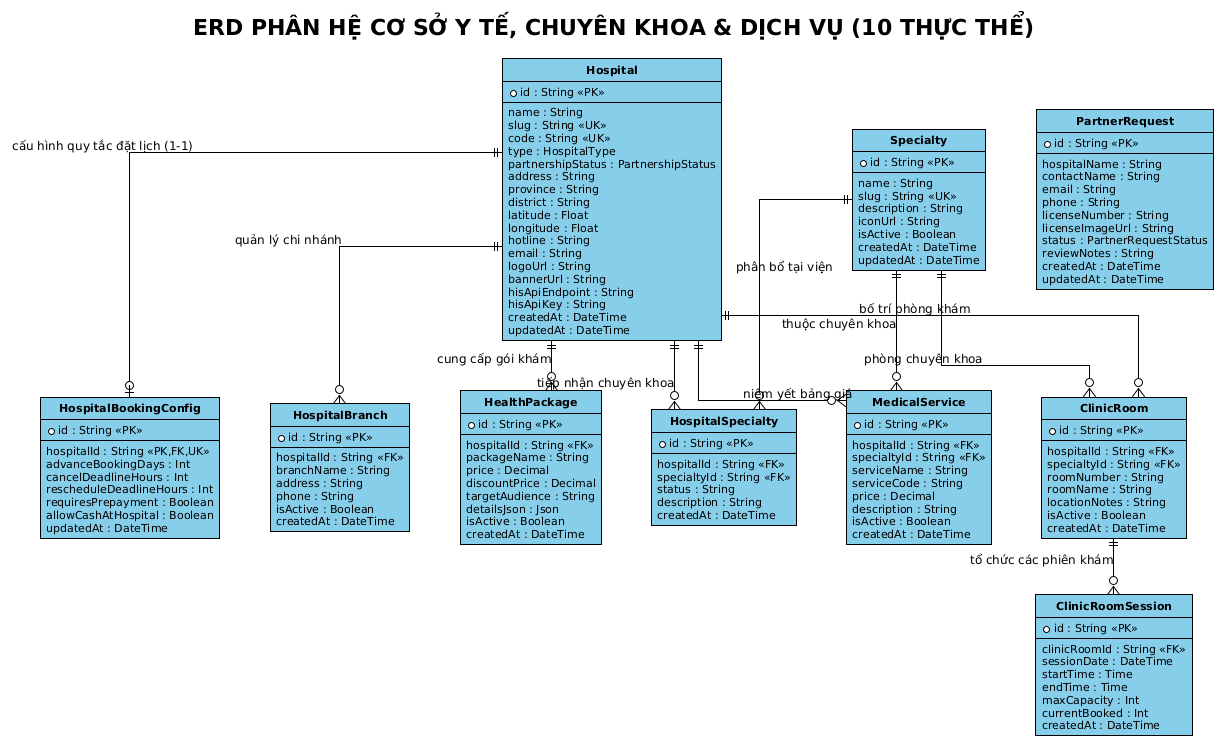 ERD PHÂN HỆ CƠ SỞ Y TẾ, CHUYÊN KHOA & DỊCH VỤ (10 THỰC THỂ)
Hospital
id : String «PK»
name : String
slug : String «UK»
code : String «UK»
type : HospitalType
partnershipStatus : PartnershipStatus
address : String
province : String
district : String
latitude : Float
longitude : Float
hotline : String
email : String
logoUrl : String
bannerUrl : String
hisApiEndpoint : String
hisApiKey : String
createdAt : DateTime
updatedAt : DateTime
Specialty
id : String «PK»
name : String
slug : String «UK»
description : String
iconUrl : String
isActive : Boolean
createdAt : DateTime
updatedAt : DateTime
PartnerRequest
id : String «PK»
hospitalName : String
contactName : String
email : String
phone : String
licenseNumber : String
licenseImageUrl : String
status : PartnerRequestStatus
reviewNotes : String
createdAt : DateTime
updatedAt : DateTime
cấu hình quy tắc đặt lịch (1-1)
quản lý chi nhánh
phân bổ tại viện
bố trí phòng khám
thuộc chuyên khoa
cung cấp gói khám
phòng chuyên khoa
tiếp nhận chuyên khoa
niêm yết bảng giá
HospitalBookingConfig
id : String «PK»
hospitalId : String «PK,FK,UK»
advanceBookingDays : Int
cancelDeadlineHours : Int
rescheduleDeadlineHours : Int
requiresPrepayment : Boolean
allowCashAtHospital : Boolean
updatedAt : DateTime
HospitalBranch
id : String «PK»
hospitalId : String «FK»
branchName : String
address : String
phone : String
isActive : Boolean
createdAt : DateTime
HealthPackage
id : String «PK»
hospitalId : String «FK»
packageName : String
price : Decimal
discountPrice : Decimal
targetAudience : String
detailsJson : Json
isActive : Boolean
createdAt : DateTime
HospitalSpecialty
id : String «PK»
hospitalId : String «FK»
specialtyId : String «FK»
status : String
description : String
createdAt : DateTime
MedicalService
id : String «PK»
hospitalId : String «FK»
specialtyId : String «FK»
serviceName : String
serviceCode : String
price : Decimal
description : String
isActive : Boolean
createdAt : DateTime
ClinicRoom
id : String «PK»
hospitalId : String «FK»
specialtyId : String «FK»
roomNumber : String
roomName : String
locationNotes : String
isActive : Boolean
createdAt : DateTime
tổ chức các phiên khám
ClinicRoomSession
id : String «PK»
clinicRoomId : String «FK»
sessionDate : DateTime
startTime : Time
endTime : Time
maxCapacity : Int
currentBooked : Int
createdAt : DateTime